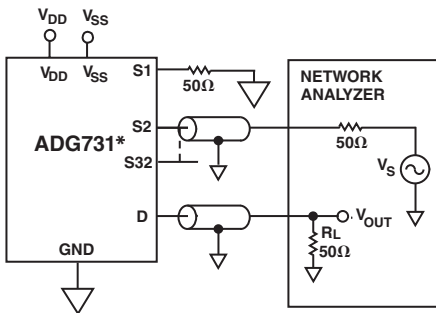 VDD VSS
VDD VSS
S1
50Ω
NETWORK
ANALYZER
S2
ADG731*
50Ω
VS
S32
D
VOUT
RL
50Ω
GND